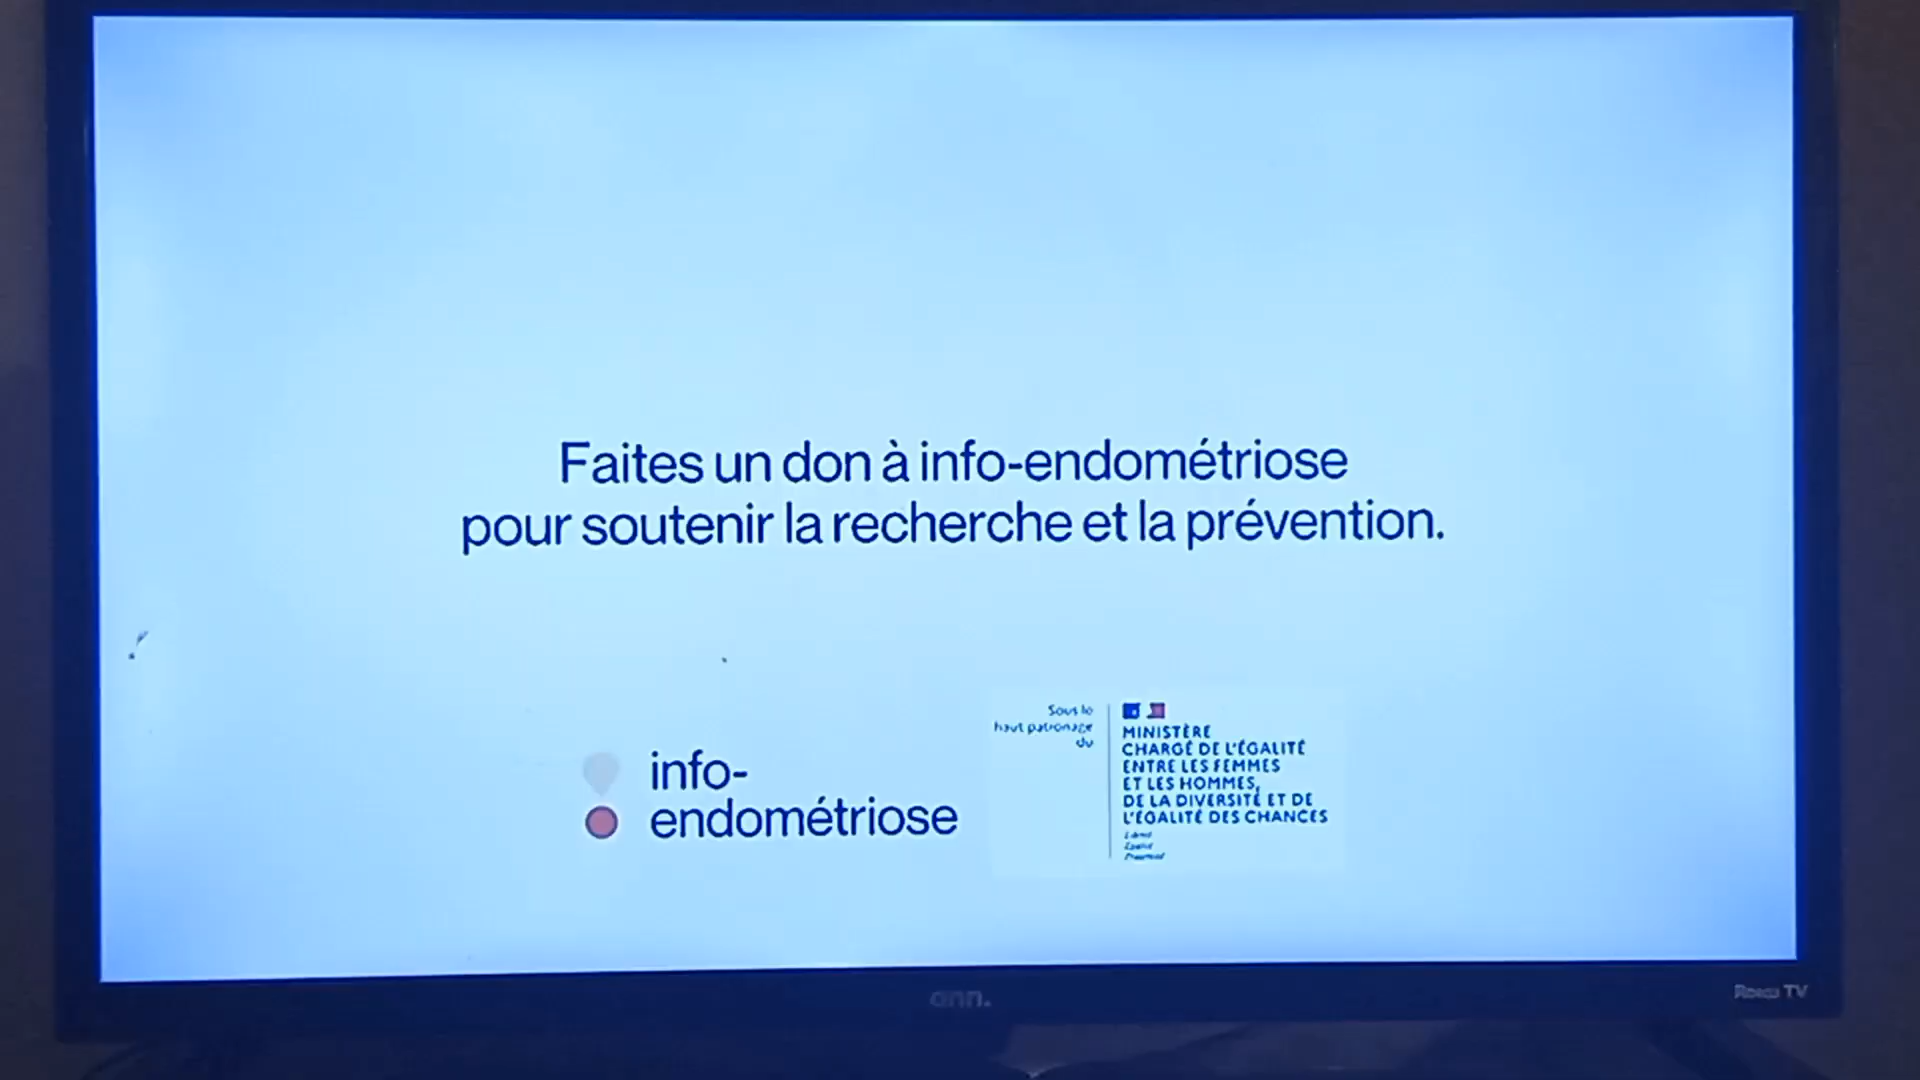 Faites un don à info-endométriose
pour soutenir la recherche et la prévention.
info-
endométriose
Sous le
haut patronage
du
MINISTÈRE
CHARGÉ DE L'ÉGALITÉ
ENTRE LES FEMMES
ET LES HOMMES,
DE LA DIVERSITÉ ET DE
L'ÉGALITÉ DES CHANCES
onn.
Roku TV